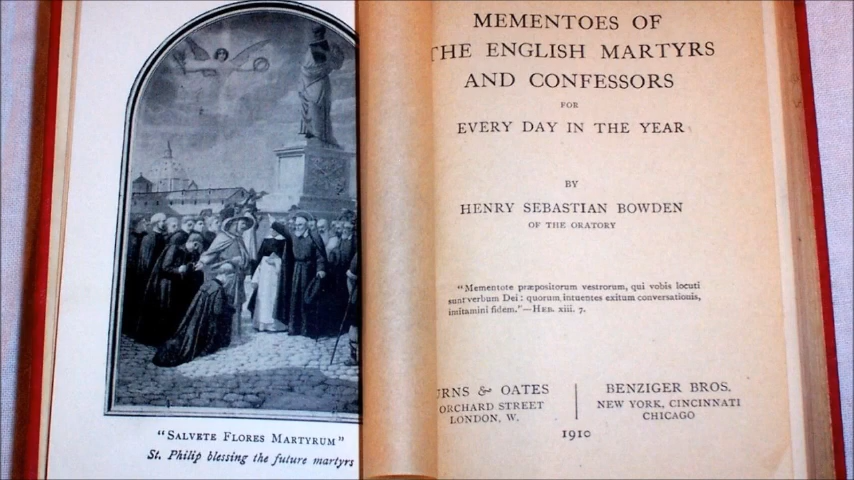 "SALVETE FLORES MARTYRUM"
St. Philip blessing the future martyrs
MEMENTOES OF
THE ENGLISH MARTYRS
AND CONFESSORS
FOR
EVERY DAY IN THE YEAR
BY
HENRY SEBASTIAN BOWDEN
OF THE ORATORY
"Mementote præpositorum vestrorum, qui vobis locuti
sunt verbum Dei: quorum intuentes exitum conversationis,
imitamini fidem."—HEB. xiii. 7.
RNS & OATES
ORCHARD STREET
LONDON, W.
BENZIGER BROS.
NEW YORK, CINCINNATI
CHICAGO
1910